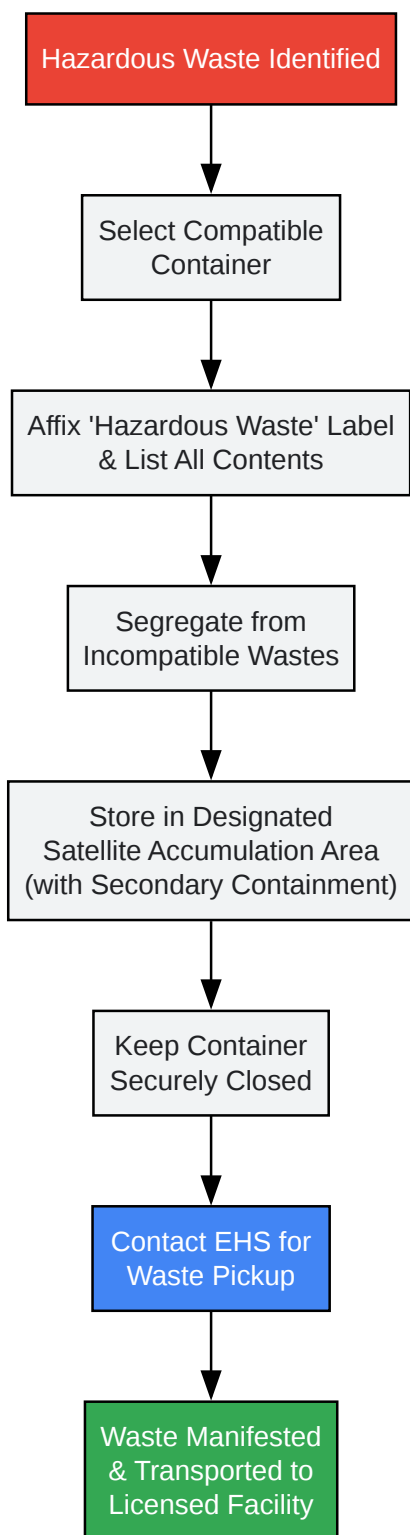 Hazardous Waste Identified
Select Compatible
Container
Affix 'Hazardous Waste' Label
& List All Contents
Segregate from
Incompatible Wastes
Store in Designated
Satellite Accumulation Area
(with Secondary Containment)
Keep Container
Securely Closed
Contact EHS for
Waste Pickup
Waste Manifested
& Transported to
Licensed Facility